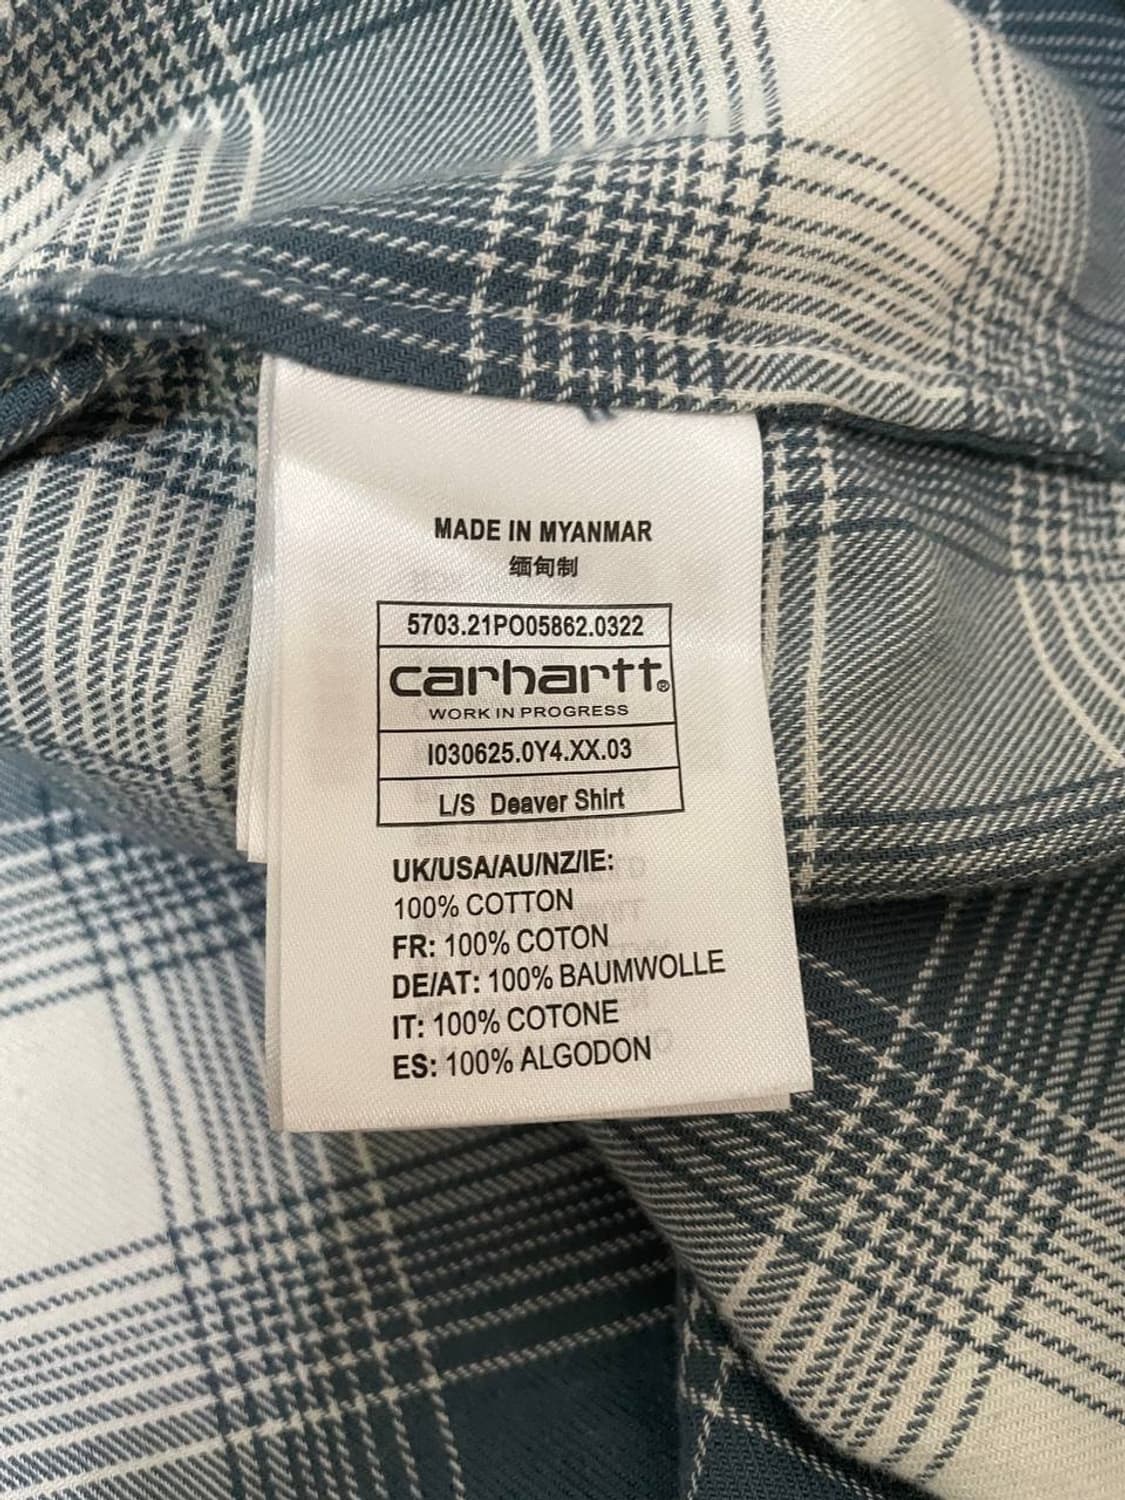 MADE IN MYANMAR
缅甸制
5703.21PO05862.0322
carhartt®
WORK IN PROGRESS
I030625.0Y4.XX.03
L/S Deaver Shirt
UK/USA/AU/NZ/IE:
100% COTTON
FR: 100% COTON
DE/AT: 100% BAUMWOLLE
IT: 100% COTONE
ES: 100% ALGODON